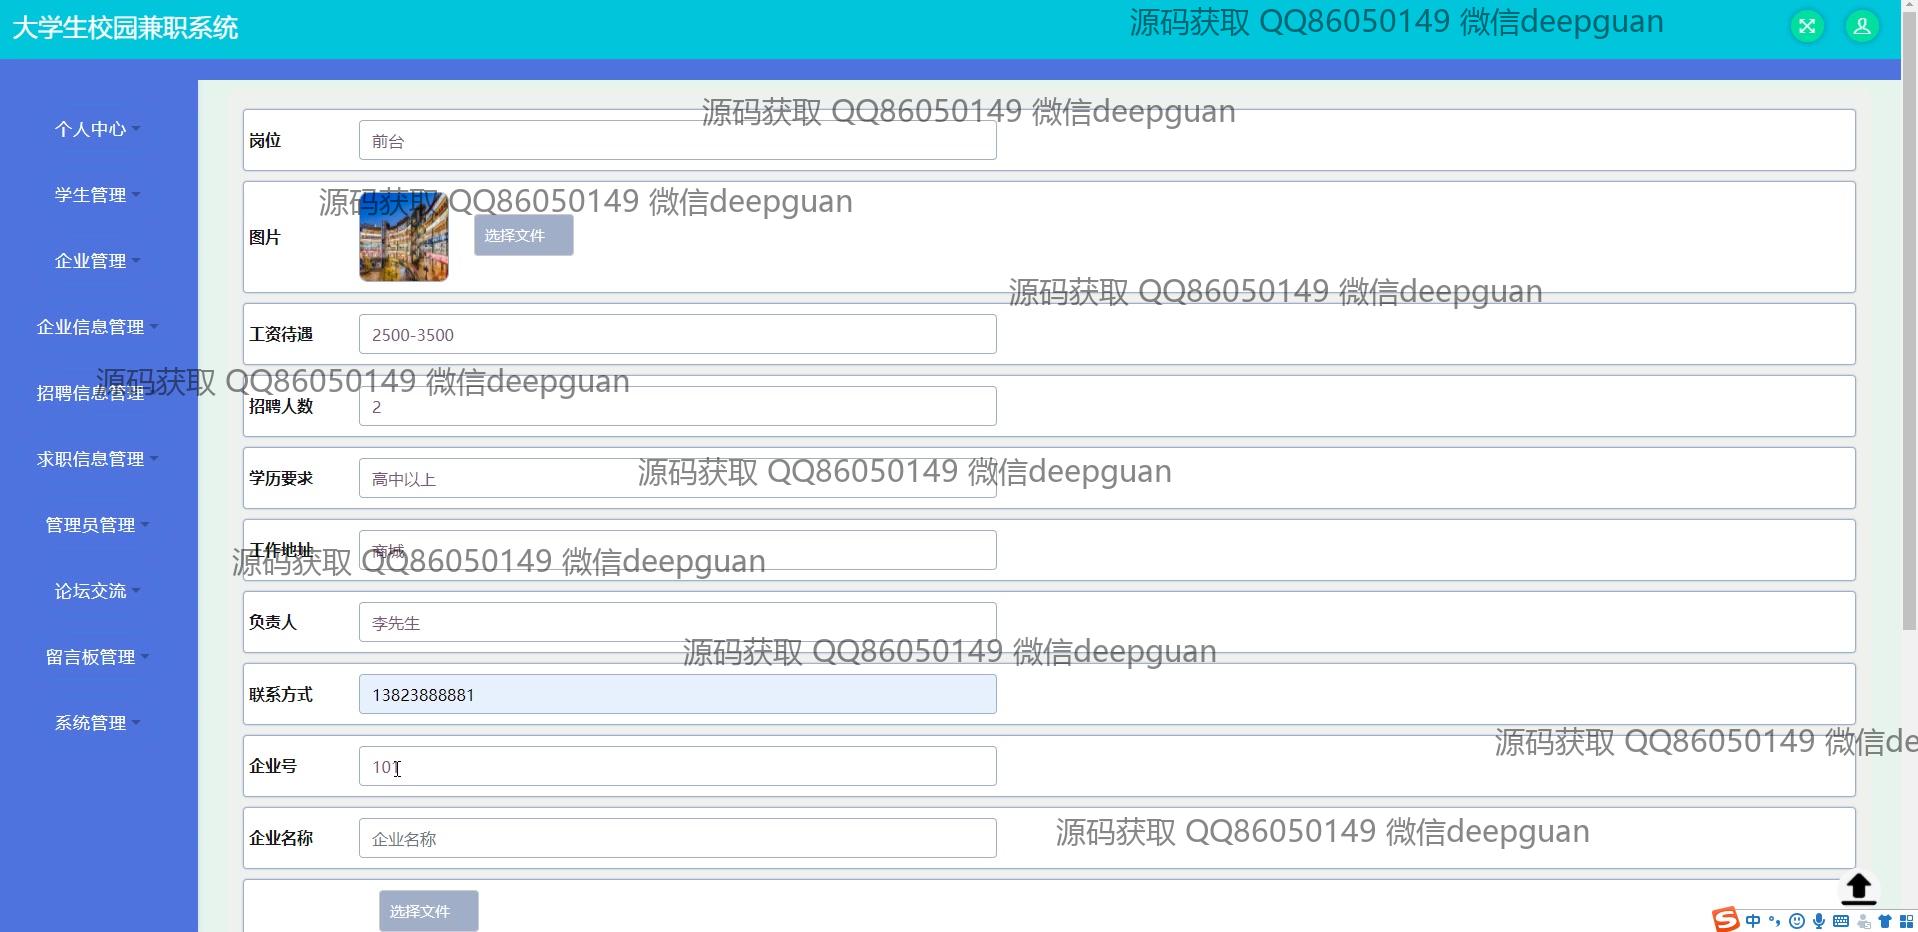 大学生校园兼职系统
源码获取 QQ86050149 微信deepguan
个人中心
学生管理
企业管理
企业信息管理
招聘信息管理
求职信息管理
管理员管理
论坛交流
留言板管理
系统管理
源码获取 QQ86050149 微信deepguan
岗位
前台
源码获取 QQ86050149 微信deepguan
图片
选择文件
源码获取 QQ86050149 微信deepguan
工资待遇
2500-3500
源码获取 QQ86050149 微信deepguan
招聘人数
2
源码获取 QQ86050149 微信deepguan
学历要求
高中以上
工作地址
商城
源码获取 QQ86050149 微信deepguan
负责人
李先生
源码获取 QQ86050149 微信deepguan
联系方式
13823888881
源码获取 QQ86050149 微信de
企业号
101
源码获取 QQ86050149 微信deepguan
企业名称
企业名称
选择文件
中